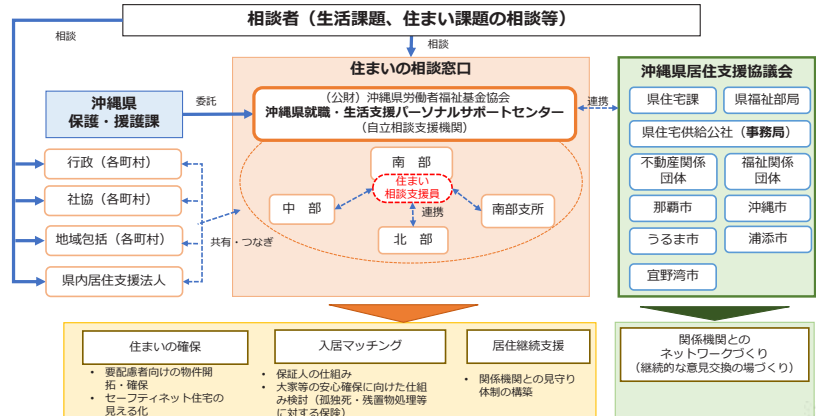 相談者（生活課題、住まい課題の相談等）
相談
相談
住まいの相談窓口
沖縄県
保護・援護課
委託
（公財）沖縄県労働者福祉基金協会
沖縄県就職・生活支援パーソナルサポートセンター
（自立相談支援機関）
連携
行政（各町村）
社協（各町村）
地域包括（各町村）
県内居住支援法人
共有・つなぎ
南　部
住まい
相談支援員
中　部
連携
南部支所
北　部
沖縄県居住支援協議会
県住宅課
県福祉部局
県住宅供給公社（事務局）
不動産関係
団体
福祉関係
団体
那覇市
沖縄市
うるま市
浦添市
宜野湾市
住まいの確保
• 要配慮者向けの物件開
拓・確保
• セーフティネット住宅の
見える化
入居マッチング
• 保証人の仕組み
• 大家等の安心確保に向けた仕組
み検討（孤独死・残置物処理等
に対する保険）
居住継続支援
• 関係機関との見守り
体制の構築
関係機関との
ネットワークづくり
（継続的な意見交換の場づくり）